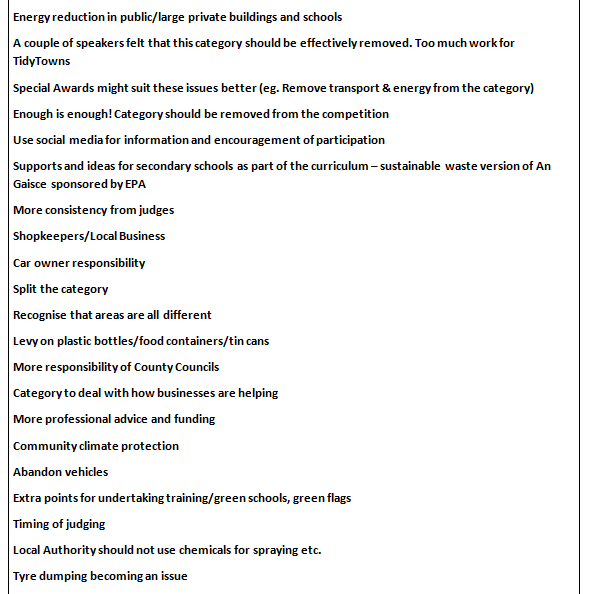 Energy reduction in public/large private buildings and schools
A couple of speakers felt that this category should be effectively removed. Too much work for
TidyTowns
Special Awards might suit these issues better (eg. Remove transport & energy from the category)
Enough is enough! Category should be removed from the competition
Use social media for information and encouragement of participation
Supports and ideas for secondary schools as part of the curriculum – sustainable waste version of An
Gaisce sponsored by EPA
More consistency from judges
Shopkeepers/Local Business
Car owner responsibility
Split the category
Recognise that areas are all different
Levy on plastic bottles/food containers/tin cans
More responsibility of County Councils
Category to deal with how businesses are helping
More professional advice and funding
Community climate protection
Abandon vehicles
Extra points for undertaking training/green schools, green flags
Timing of judging
Local Authority should not use chemicals for spraying etc.
Tyre dumping becoming an issue